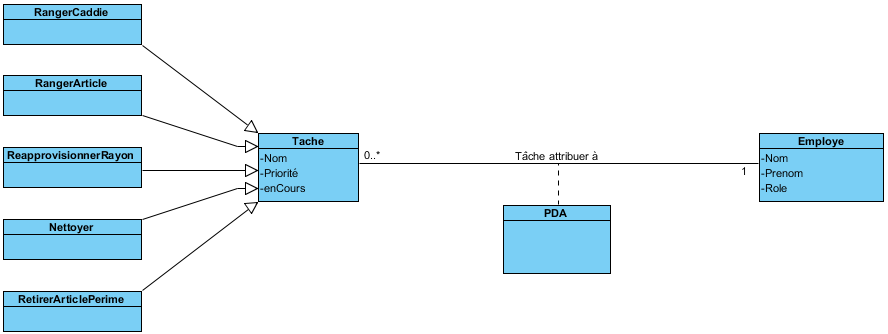 RangerCaddie
RangerArticle
ReapprovisionnerRayon
Nettoyer
RetirerArticlePerime
Tache
-Nom
-Priorité
-enCours
0..*
Tâche attribuer à
1
PDA
Employe
-Nom
-Prenom
-Role